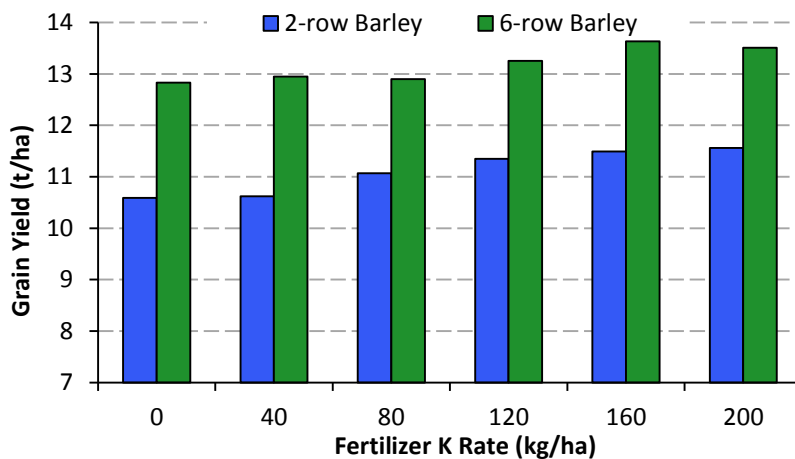 2-row Barley 6-row Barley
14
13
12
11
10
9
8
7
Grain Yield (t/ha)
0 40 80 120 160 200
Fertilizer K Rate (kg/ha)